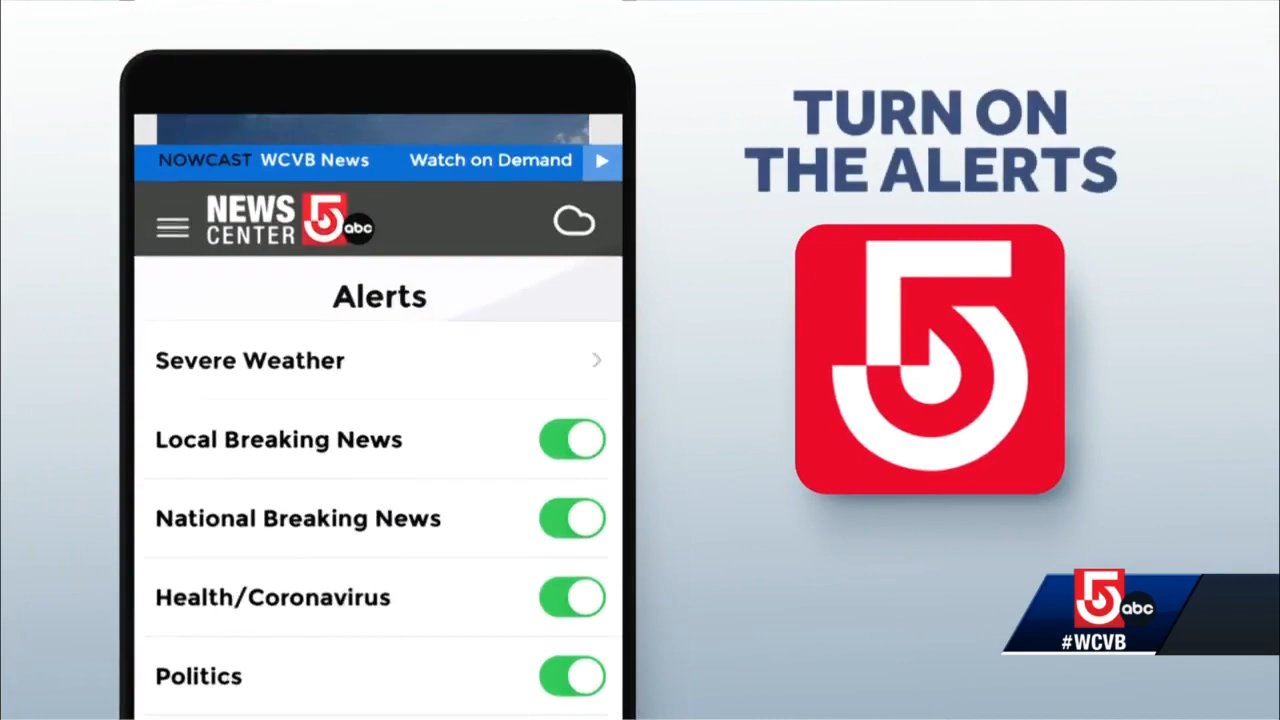 NOWCAST WCVB News Watch on Demand
NEWS
CENTER 5 abc
Alerts
Severe Weather
Local Breaking News
National Breaking News
Health/Coronavirus
Politics
TURN ON
THE ALERTS
5
5 abc
#WCVB